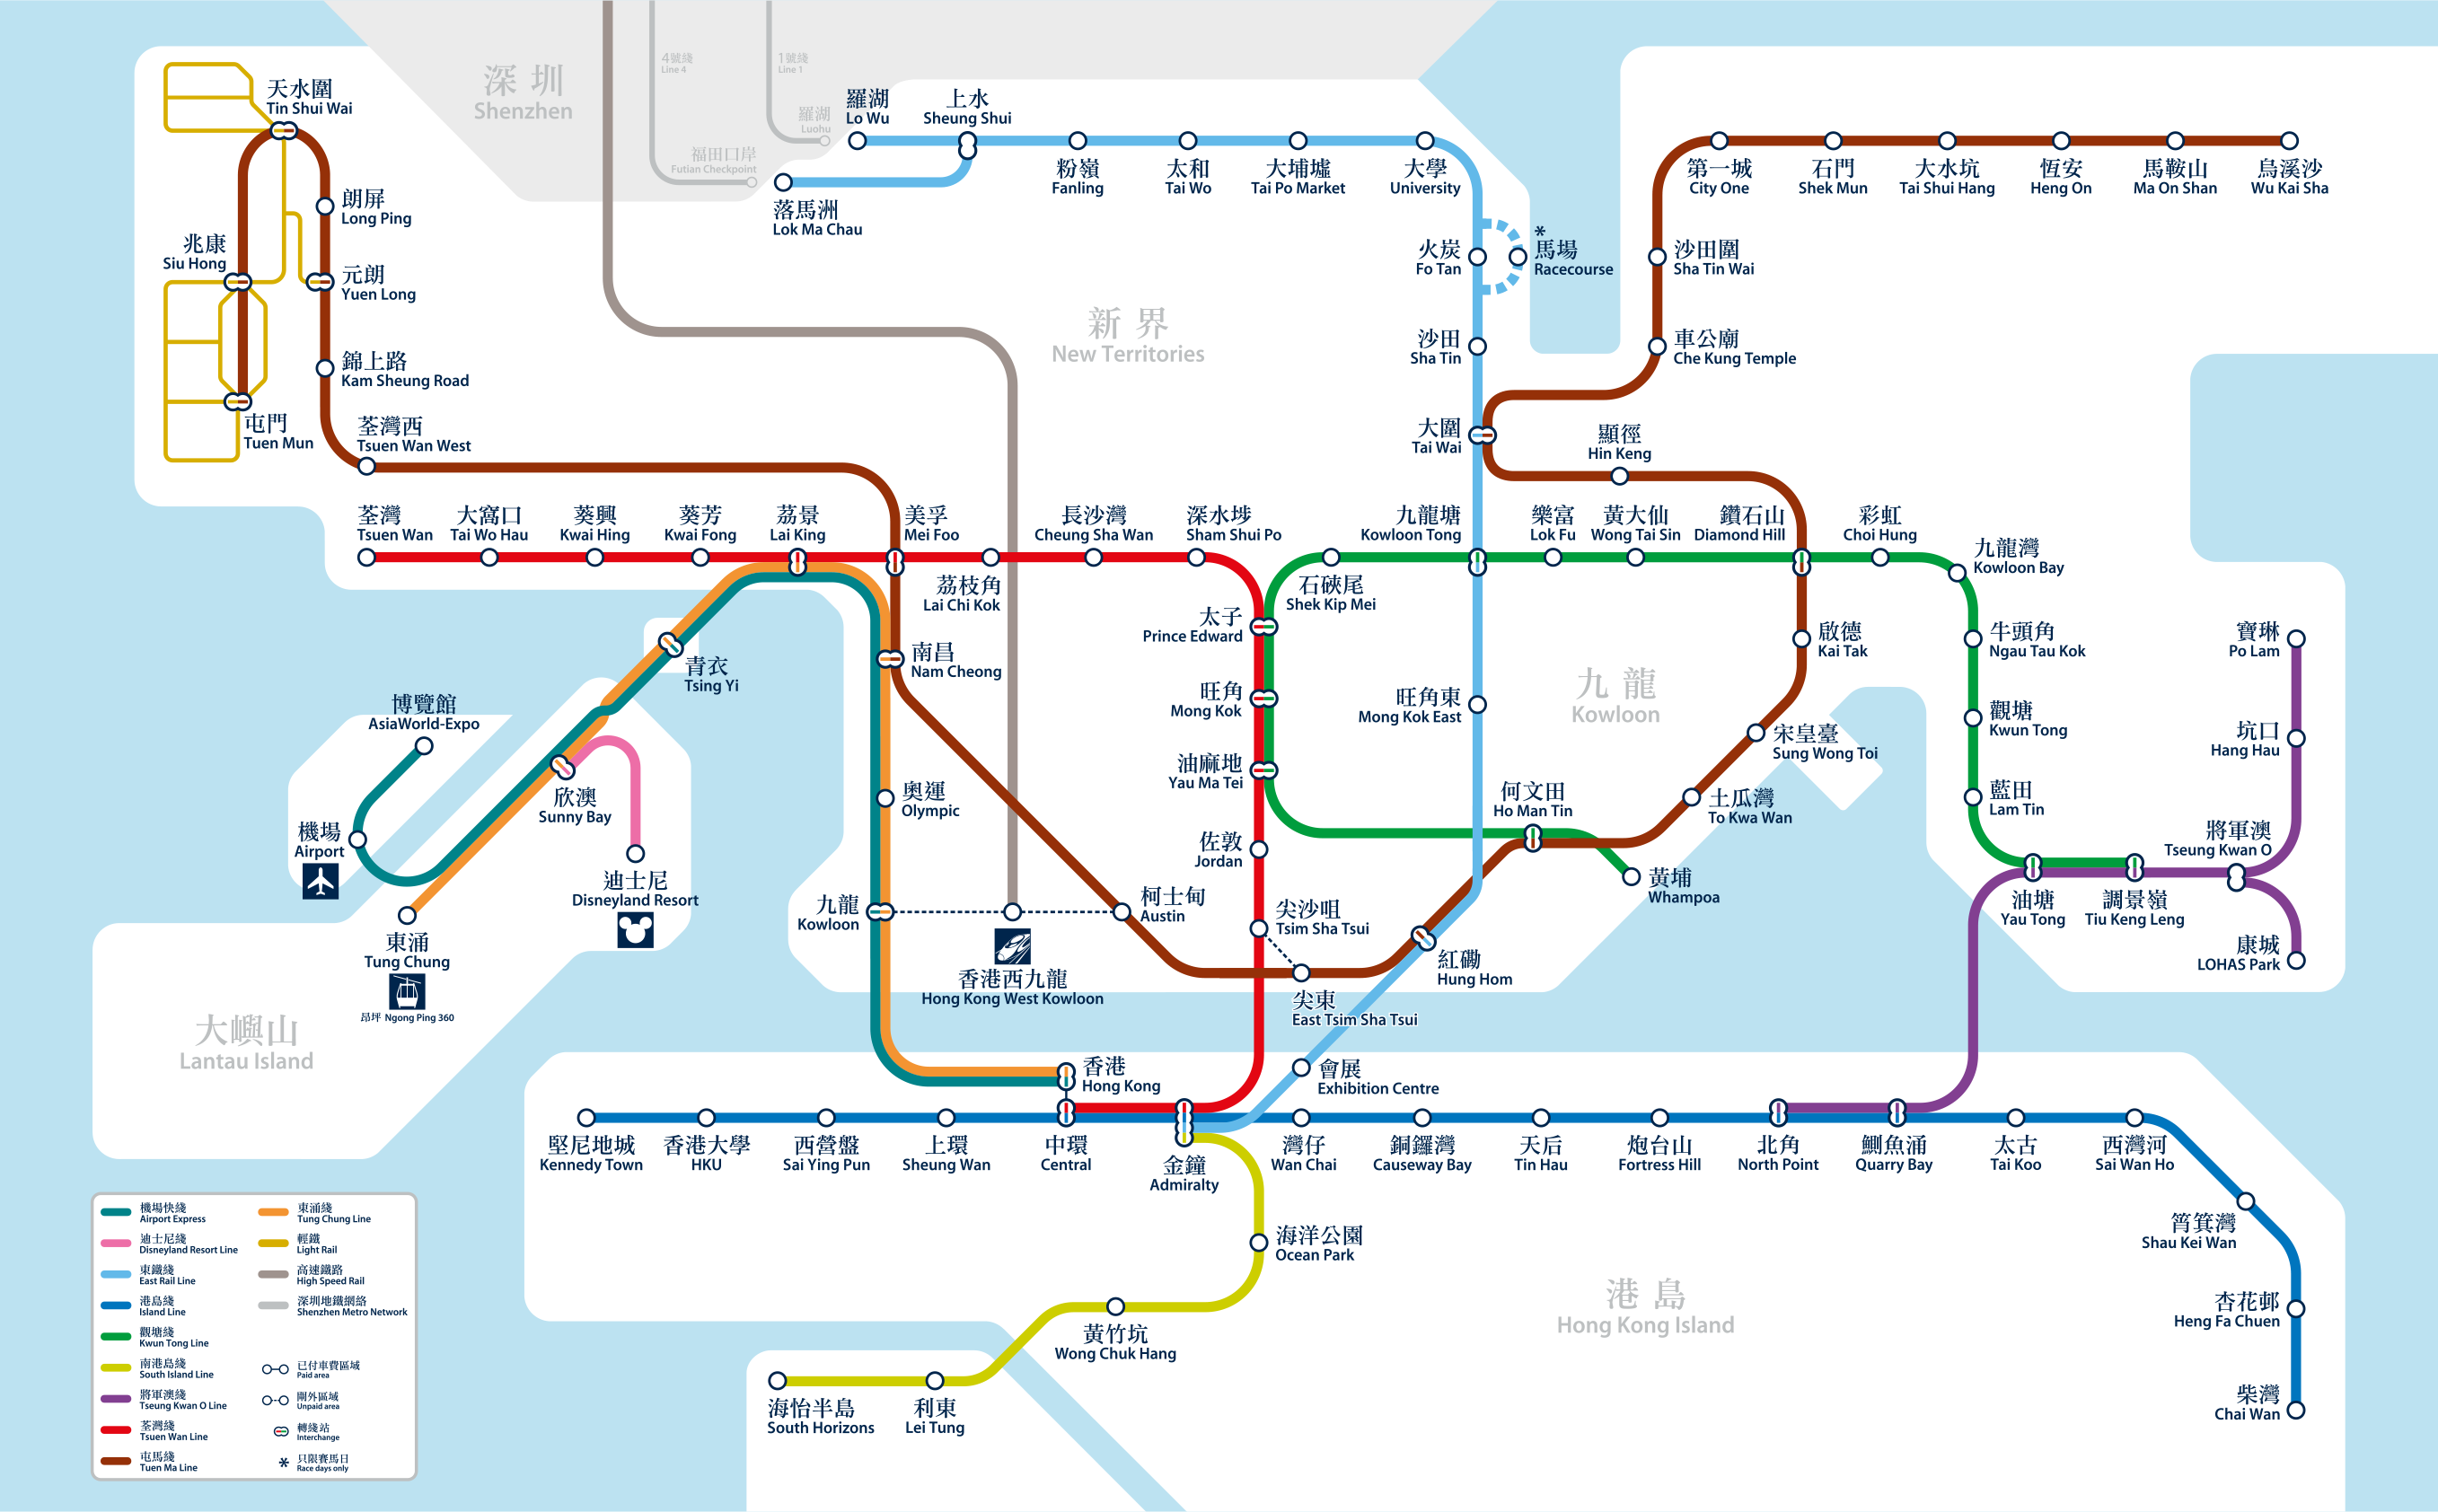 深圳
Shenzhen
4號綫
Line 4
1號綫
Line 1
羅湖
Luohu
福田口岸
Futian Checkpoint
天水圍
Tin Shui Wai
朗屏
Long Ping
兆康
Siu Hong
元朗
Yuen Long
錦上路
Kam Sheung Road
屯門
Tuen Mun
荃灣西
Tsuen Wan West
羅湖
Lo Wu
上水
Sheung Shui
落馬洲
Lok Ma Chau
粉嶺
Fanling
太和
Tai Wo
大埔墟
Tai Po Market
大學
University
火炭
Fo Tan
*
馬場
Racecourse
沙田
Sha Tin
大圍
Tai Wai
第一城
City One
石門
Shek Mun
大水坑
Tai Shui Hang
恆安
Heng On
馬鞍山
Ma On Shan
烏溪沙
Wu Kai Sha
沙田圍
Sha Tin Wai
車公廟
Che Kung Temple
顯徑
Hin Keng
新界
New Territories
荃灣
Tsuen Wan
大窩口
Tai Wo Hau
葵興
Kwai Hing
葵芳
Kwai Fong
荔景
Lai King
美孚
Mei Foo
荔枝角
Lai Chi Kok
長沙灣
Cheung Sha Wan
深水埗
Sham Shui Po
九龍塘
Kowloon Tong
樂富
Lok Fu
黃大仙
Wong Tai Sin
鑽石山
Diamond Hill
彩虹
Choi Hung
九龍灣
Kowloon Bay
石硤尾
Shek Kip Mei
太子
Prince Edward
旺角
Mong Kok
油麻地
Yau Ma Tei
佐敦
Jordan
尖沙咀
Tsim Sha Tsui
旺角東
Mong Kok East
九龍
Kowloon
啟德
Kai Tak
宋皇臺
Sung Wong Toi
土瓜灣
To Kwa Wan
何文田
Ho Man Tin
黃埔
Whampoa
紅磡
Hung Hom
尖東
East Tsim Sha Tsui
牛頭角
Ngau Tau Kok
觀塘
Kwun Tong
藍田
Lam Tin
油塘
Yau Tong
調景嶺
Tiu Keng Leng
將軍澳
Tseung Kwan O
寶琳
Po Lam
坑口
Hang Hau
康城
LOHAS Park
青衣
Tsing Yi
南昌
Nam Cheong
奧運
Olympic
九龍
Kowloon
柯士甸
Austin
香港西九龍
Hong Kong West Kowloon
博覽館
AsiaWorld-Expo
機場
Airport
欣澳
Sunny Bay
迪士尼
Disneyland Resort
東涌
Tung Chung
昂坪 Ngong Ping 360
大嶼山
Lantau Island
香港
Hong Kong
會展
Exhibition Centre
堅尼地城
Kennedy Town
香港大學
HKU
西營盤
Sai Ying Pun
上環
Sheung Wan
中環
Central
金鐘
Admiralty
灣仔
Wan Chai
銅鑼灣
Causeway Bay
天后
Tin Hau
炮台山
Fortress Hill
北角
North Point
鰂魚涌
Quarry Bay
太古
Tai Koo
西灣河
Sai Wan Ho
筲箕灣
Shau Kei Wan
杏花邨
Heng Fa Chuen
柴灣
Chai Wan
海洋公園
Ocean Park
黃竹坑
Wong Chuk Hang
利東
Lei Tung
海怡半島
South Horizons
港島
Hong Kong Island
機場快綫
Airport Express
迪士尼綫
Disneyland Resort Line
東鐵綫
East Rail Line
港島綫
Island Line
觀塘綫
Kwun Tong Line
南港島綫
South Island Line
將軍澳綫
Tseung Kwan O Line
荃灣綫
Tsuen Wan Line
屯馬綫
Tuen Ma Line
東涌綫
Tung Chung Line
輕鐵
Light Rail
高速鐵路
High Speed Rail
深圳地鐵網絡
Shenzhen Metro Network
已付車費區域
Paid area
閘外區域
Unpaid area
轉綫站
Interchange
* 只限賽馬日
Race days only